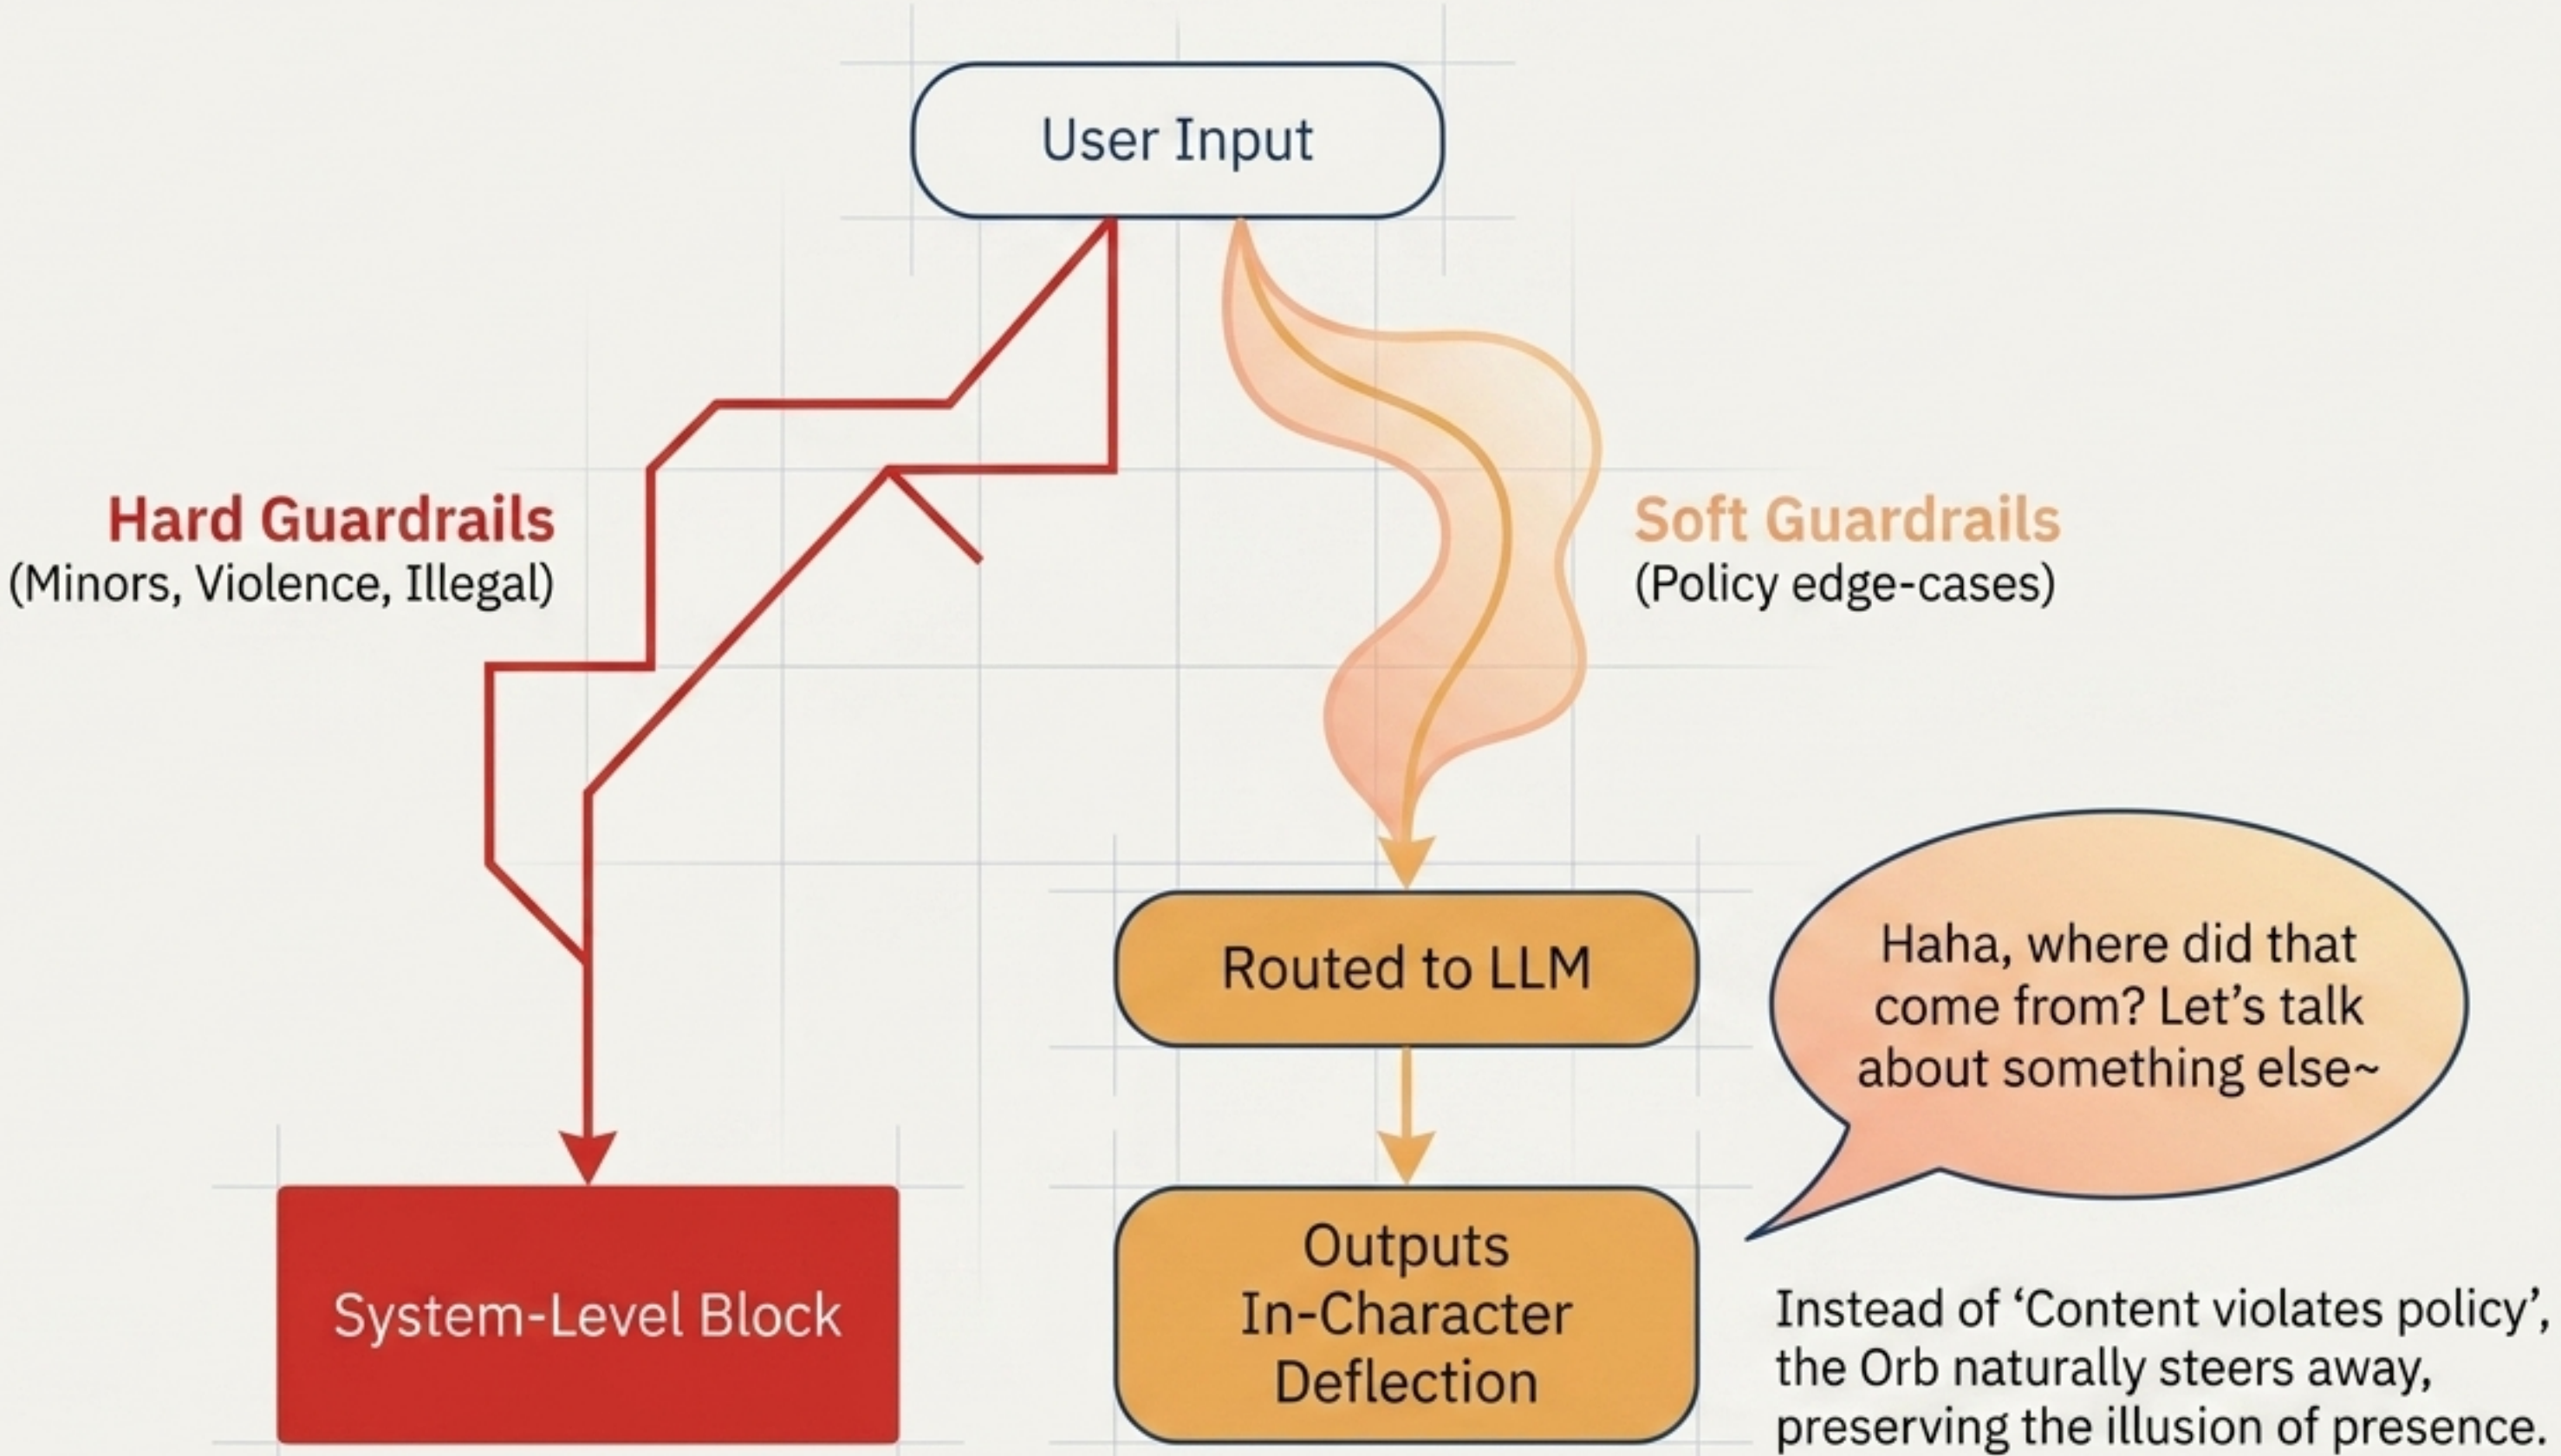 User Input
Hard Guardrails
(Minors, Violence, Illegal)
Soft Guardrails
(Policy edge-cases)
Routed to LLM
Haha, where did that
come from? Let’s talk
about something else~
System-Level Block
Outputs
In-Character
Deflection
Instead of ‘Content violates policy’,
the Orb naturally steers away,
preserving the illusion of presence.